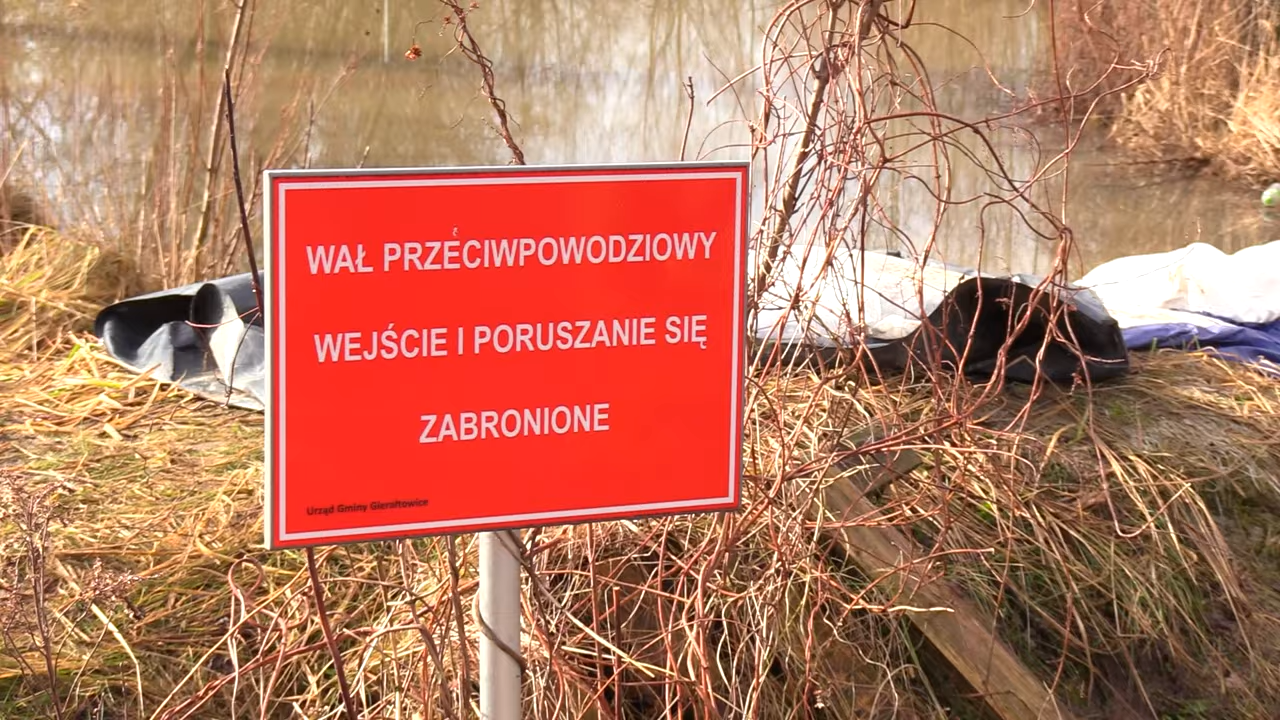 WAŁ PRZECIWPOWODZIOWY
WEJŚCIE I PORUSZANIE SIĘ
ZABRONIONE
Urząd Gminy Gierałtowice